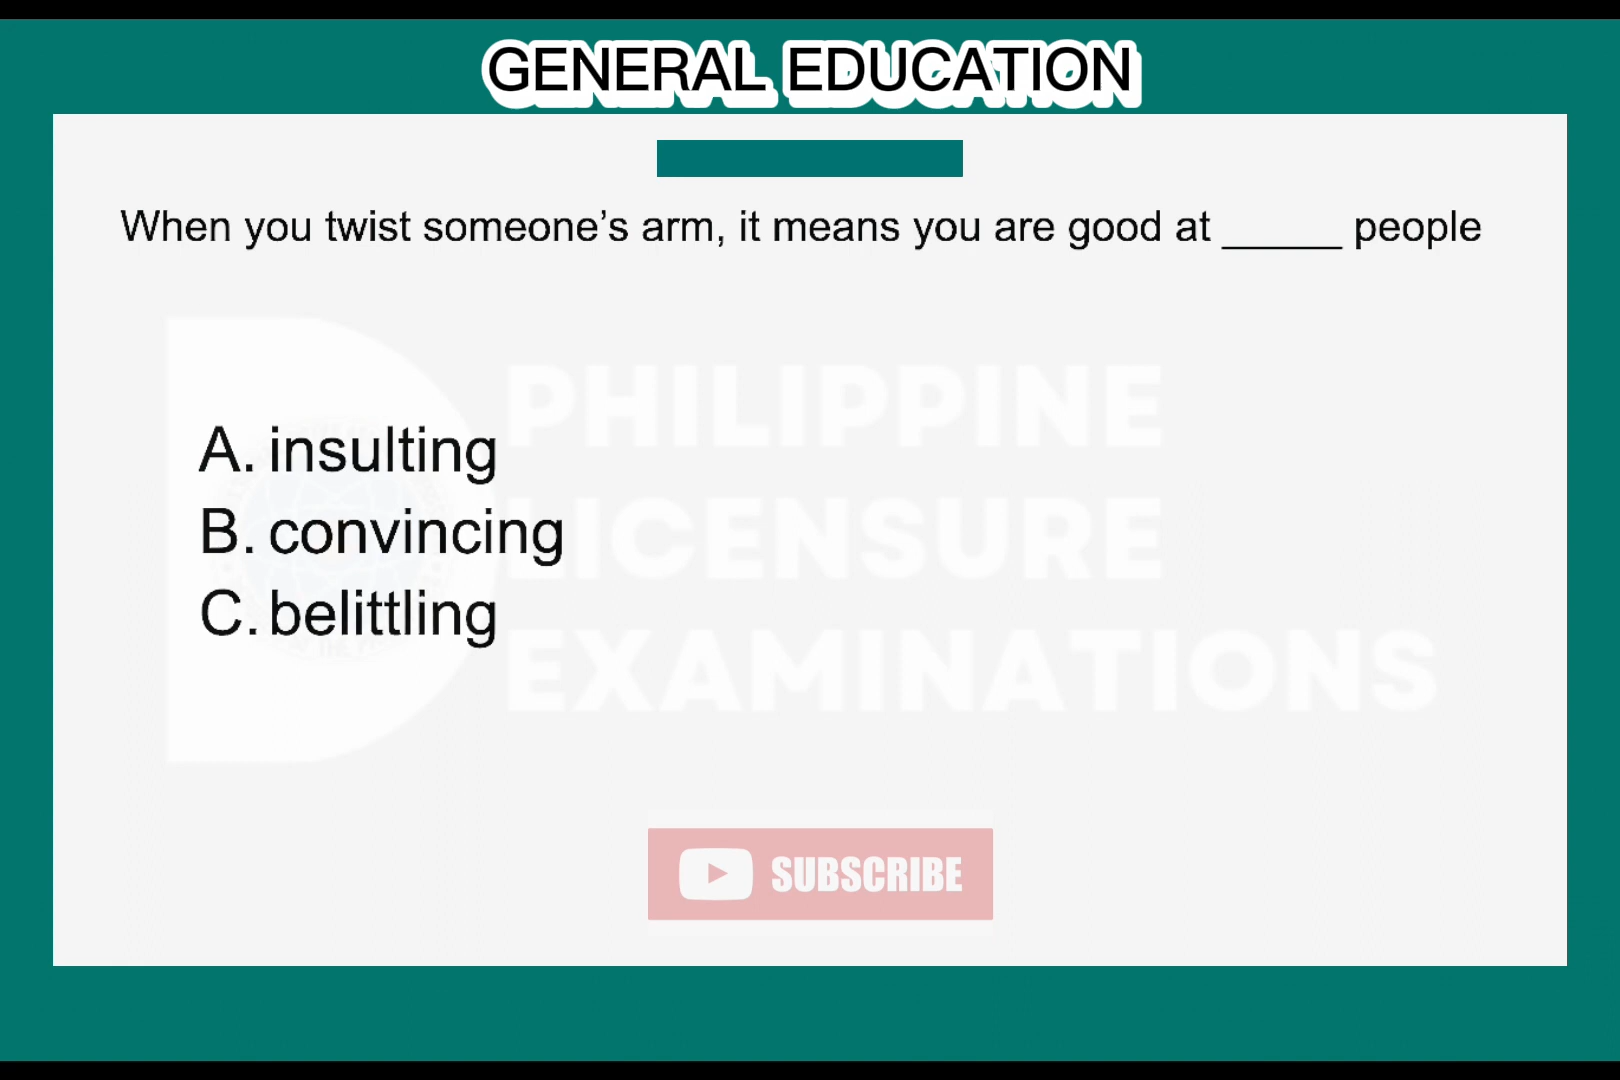 GENERAL EDUCATION
When you twist someone’s arm, it means you are good at _____ people
PHILIPPINE
LICENSURE
EXAMINATIONS
A. insulting
B. convincing
C. belittling
SUBSCRIBE